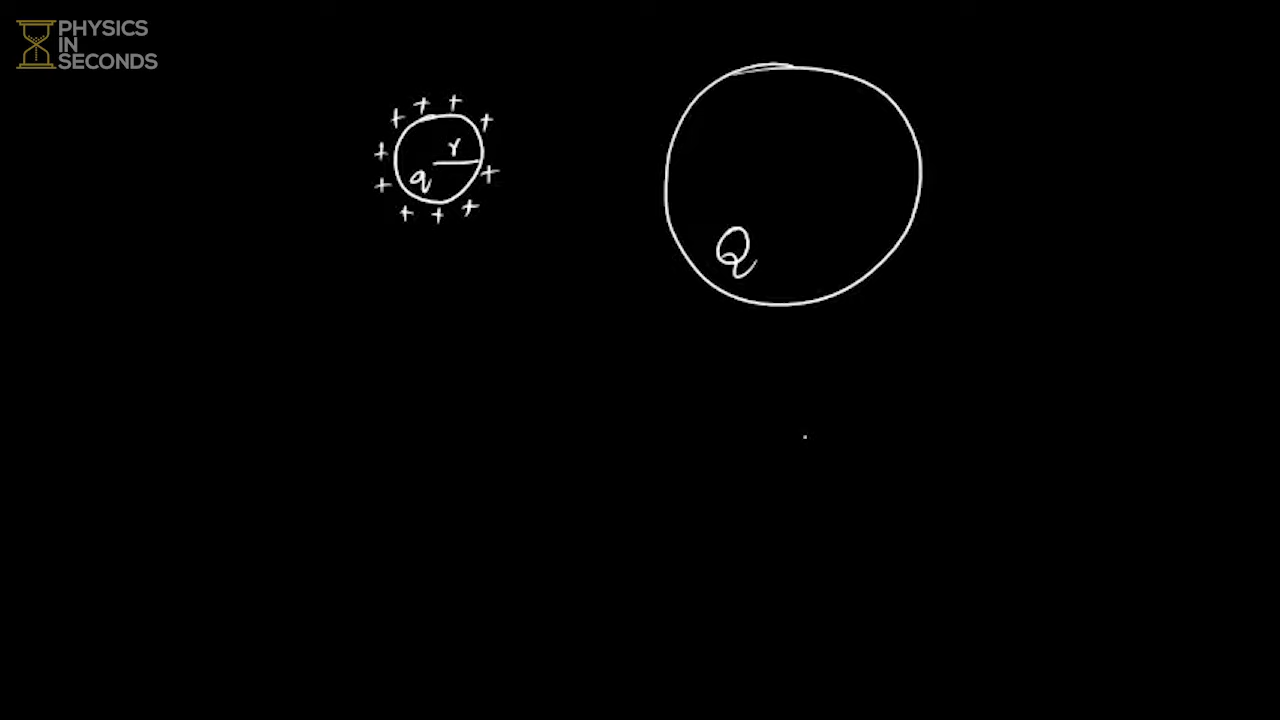 PHYSICS
IN
SECONDS
+ + + +
+ r
+ q +
+ + +
Q